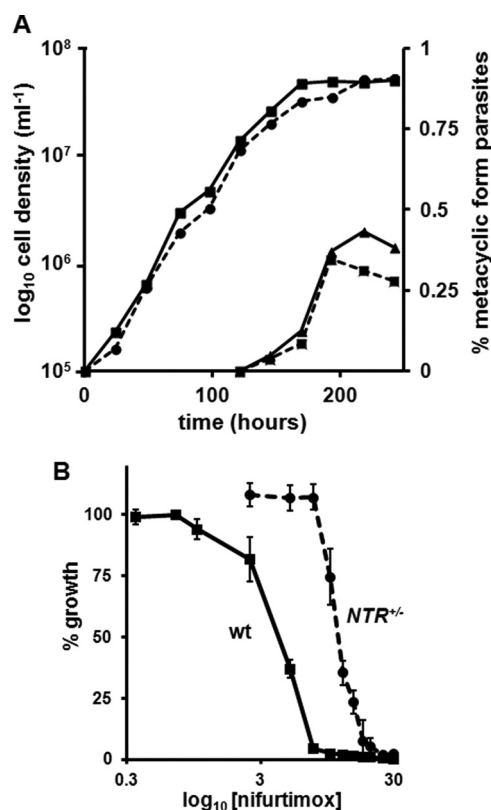 A
10⁸
10⁷
10⁶
10⁵
log₁₀ cell density (ml⁻¹)
1
0.75
0.5
0.25
0
% metacyclic form parasites
0
100
200
time (hours)
B
100
75
50
25
0
% growth
wt
NTR⁺/⁻
0.3
3
30
log₁₀ [nifurtimox]